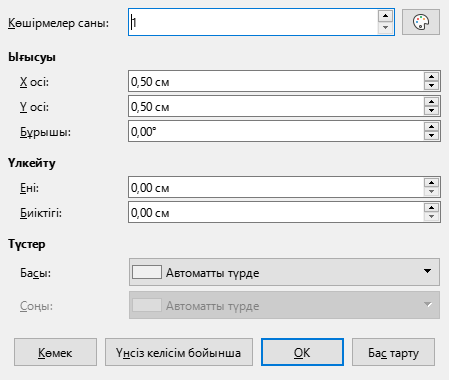 Көшірмелер саны: 1
Ығысуы
X осі: 0,50 см
Y осі: 0,50 см
Бұрышы: 0,00°
Үлкейту
Ені: 0,00 см
Биіктігі: 0,00 см
Түстер
Басы: Автоматты түрде
Соңы: Автоматты түрде
Көмек Үнсіз келісім бойынша OK Бас тарту